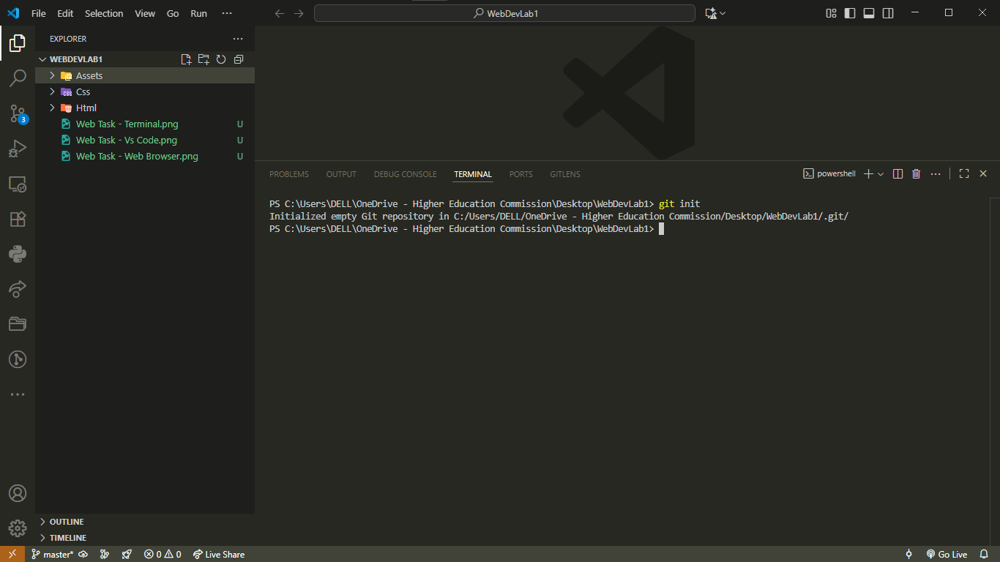 File Edit Selection View Go Run ···
WebDevLab1
EXPLORER
WEBDEVLAB1
Assets
Css
Html
Web Task - Terminal.png U
Web Task - Vs Code.png U
Web Task - Web Browser.png U
3
PROBLEMS OUTPUT DEBUG CONSOLE TERMINAL PORTS GITLENS
powershell
PS C:\Users\DELL\OneDrive - Higher Education Commission\Desktop\WebDevLab1> git init
Initialized empty Git repository in C:/Users/DELL/OneDrive - Higher Education Commission/Desktop/WebDevLab1/.git/
PS C:\Users\DELL\OneDrive - Higher Education Commission\Desktop\WebDevLab1>
OUTLINE
TIMELINE
master* 0 0 Live Share Go Live